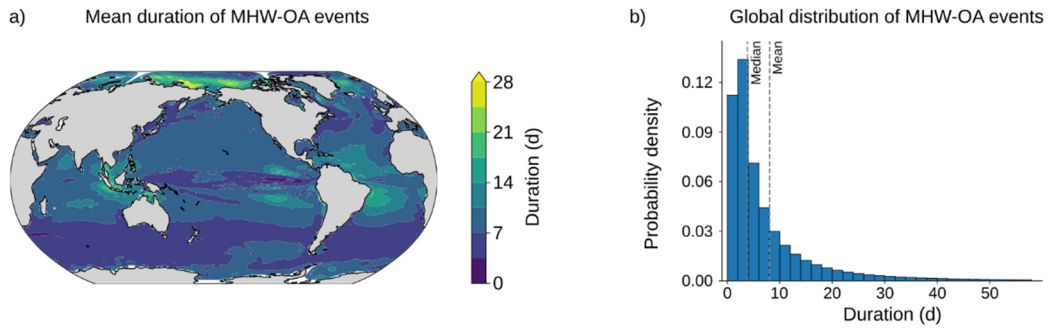 a) Mean duration of MHW-OA events
28
21
14
7
0
Duration (d)
b) Global distribution of MHW-OA events
Median
Mean
0.12
0.09
0.06
0.03
0.00
Probability density
0 10 20 30 40 50
Duration (d)